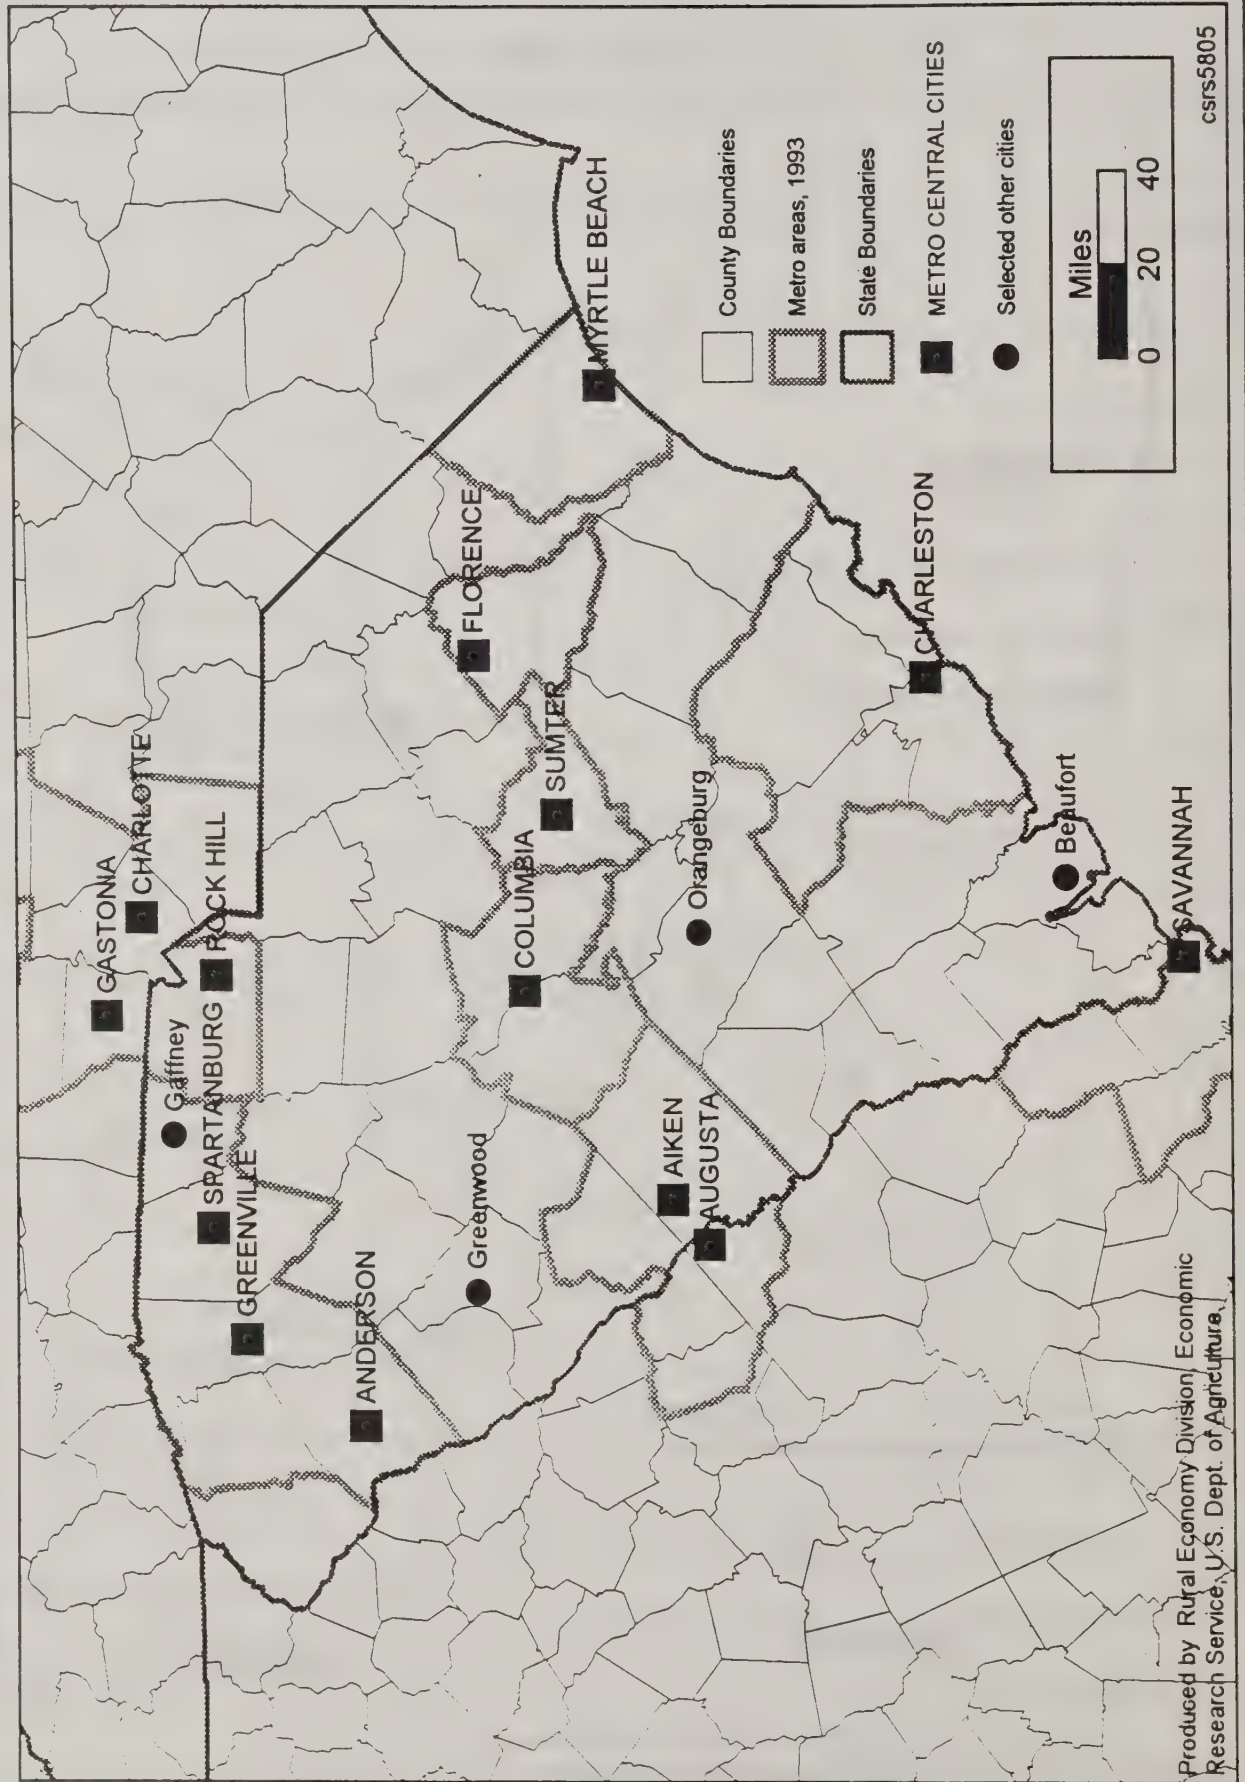 GASTONIA
CHARLOTTE
Gaffney
ROCK HILL
SPARTANBURG
GREENVILLE
ANDERSON
Greenwood
FLORENCE
COLUMBIA
SUMTER
MYRTLE BEACH
AIKEN
AUGUSTA
Orangeburg
CHARLESTON
Beaufort
SAVANNAH
County Boundaries
Metro areas, 1993
State Boundaries
METRO CENTRAL CITIES
Selected other cities
Miles
0 20 40
Produced by Rural Economy Division, Economic
Research Service, U.S. Dept. of Agriculture.
csrs5805